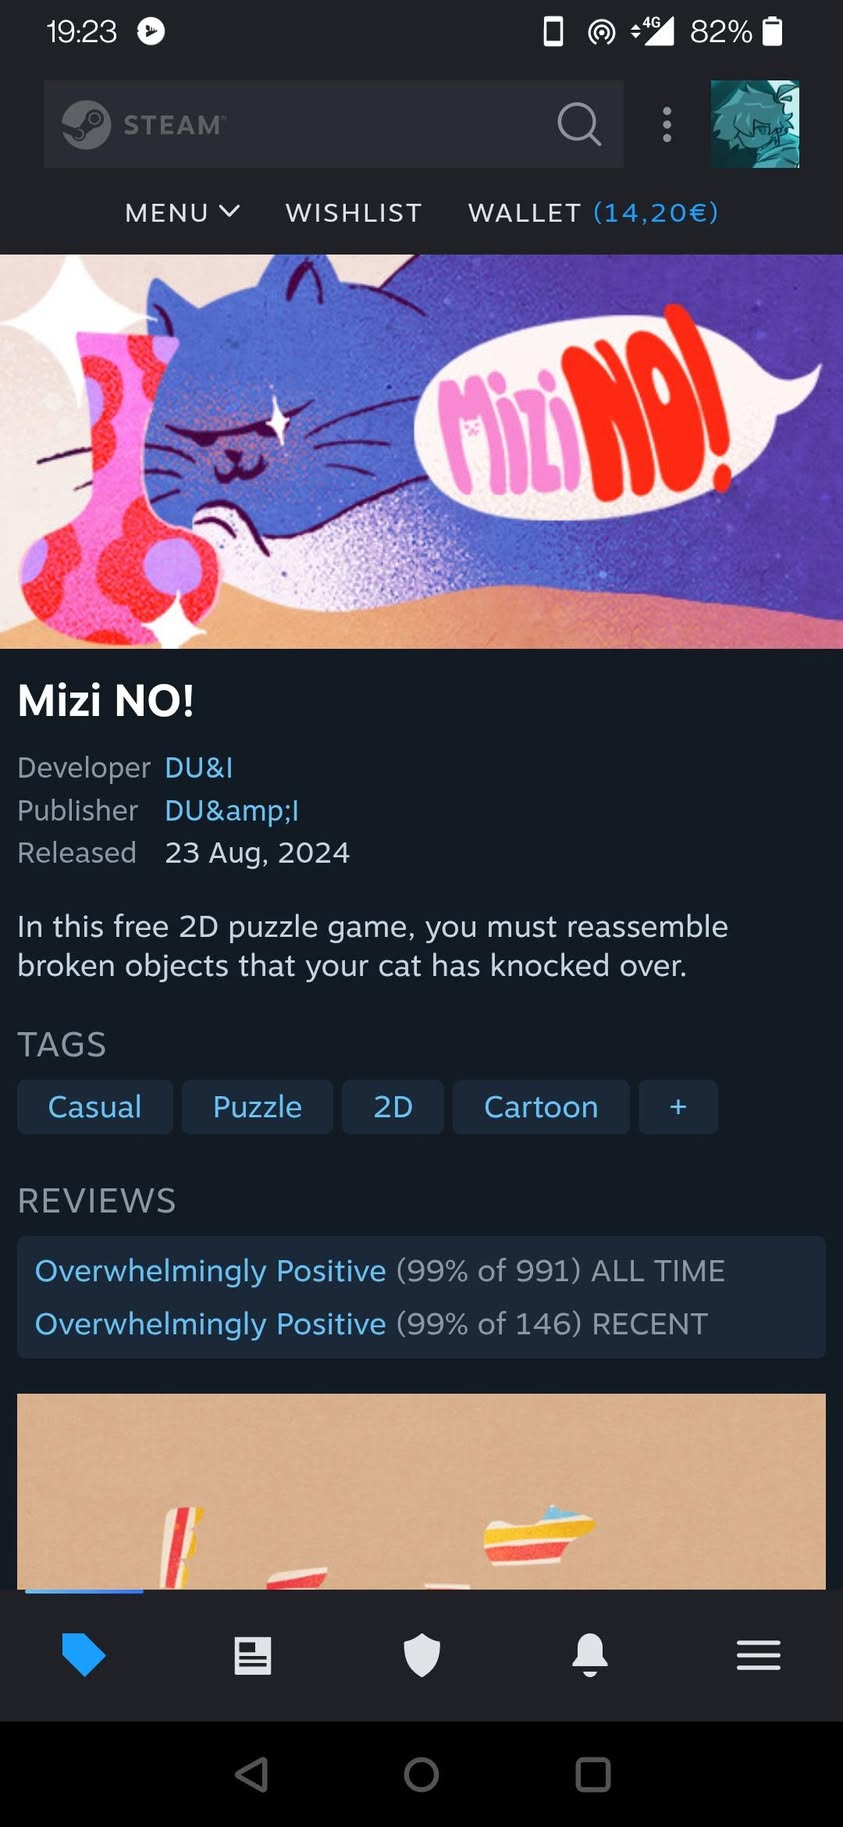 19:23
4G 82%
STEAM™
MENU WISHLIST WALLET (14,20€)
Mizi NO!
Mizi NO!
Developer DU&I
Publisher DU&amp;I
Released 23 Aug, 2024
In this free 2D puzzle game, you must reassemble
broken objects that your cat has knocked over.
TAGS
Casual Puzzle 2D Cartoon +
REVIEWS
Overwhelmingly Positive (99% of 991) ALL TIME
Overwhelmingly Positive (99% of 146) RECENT